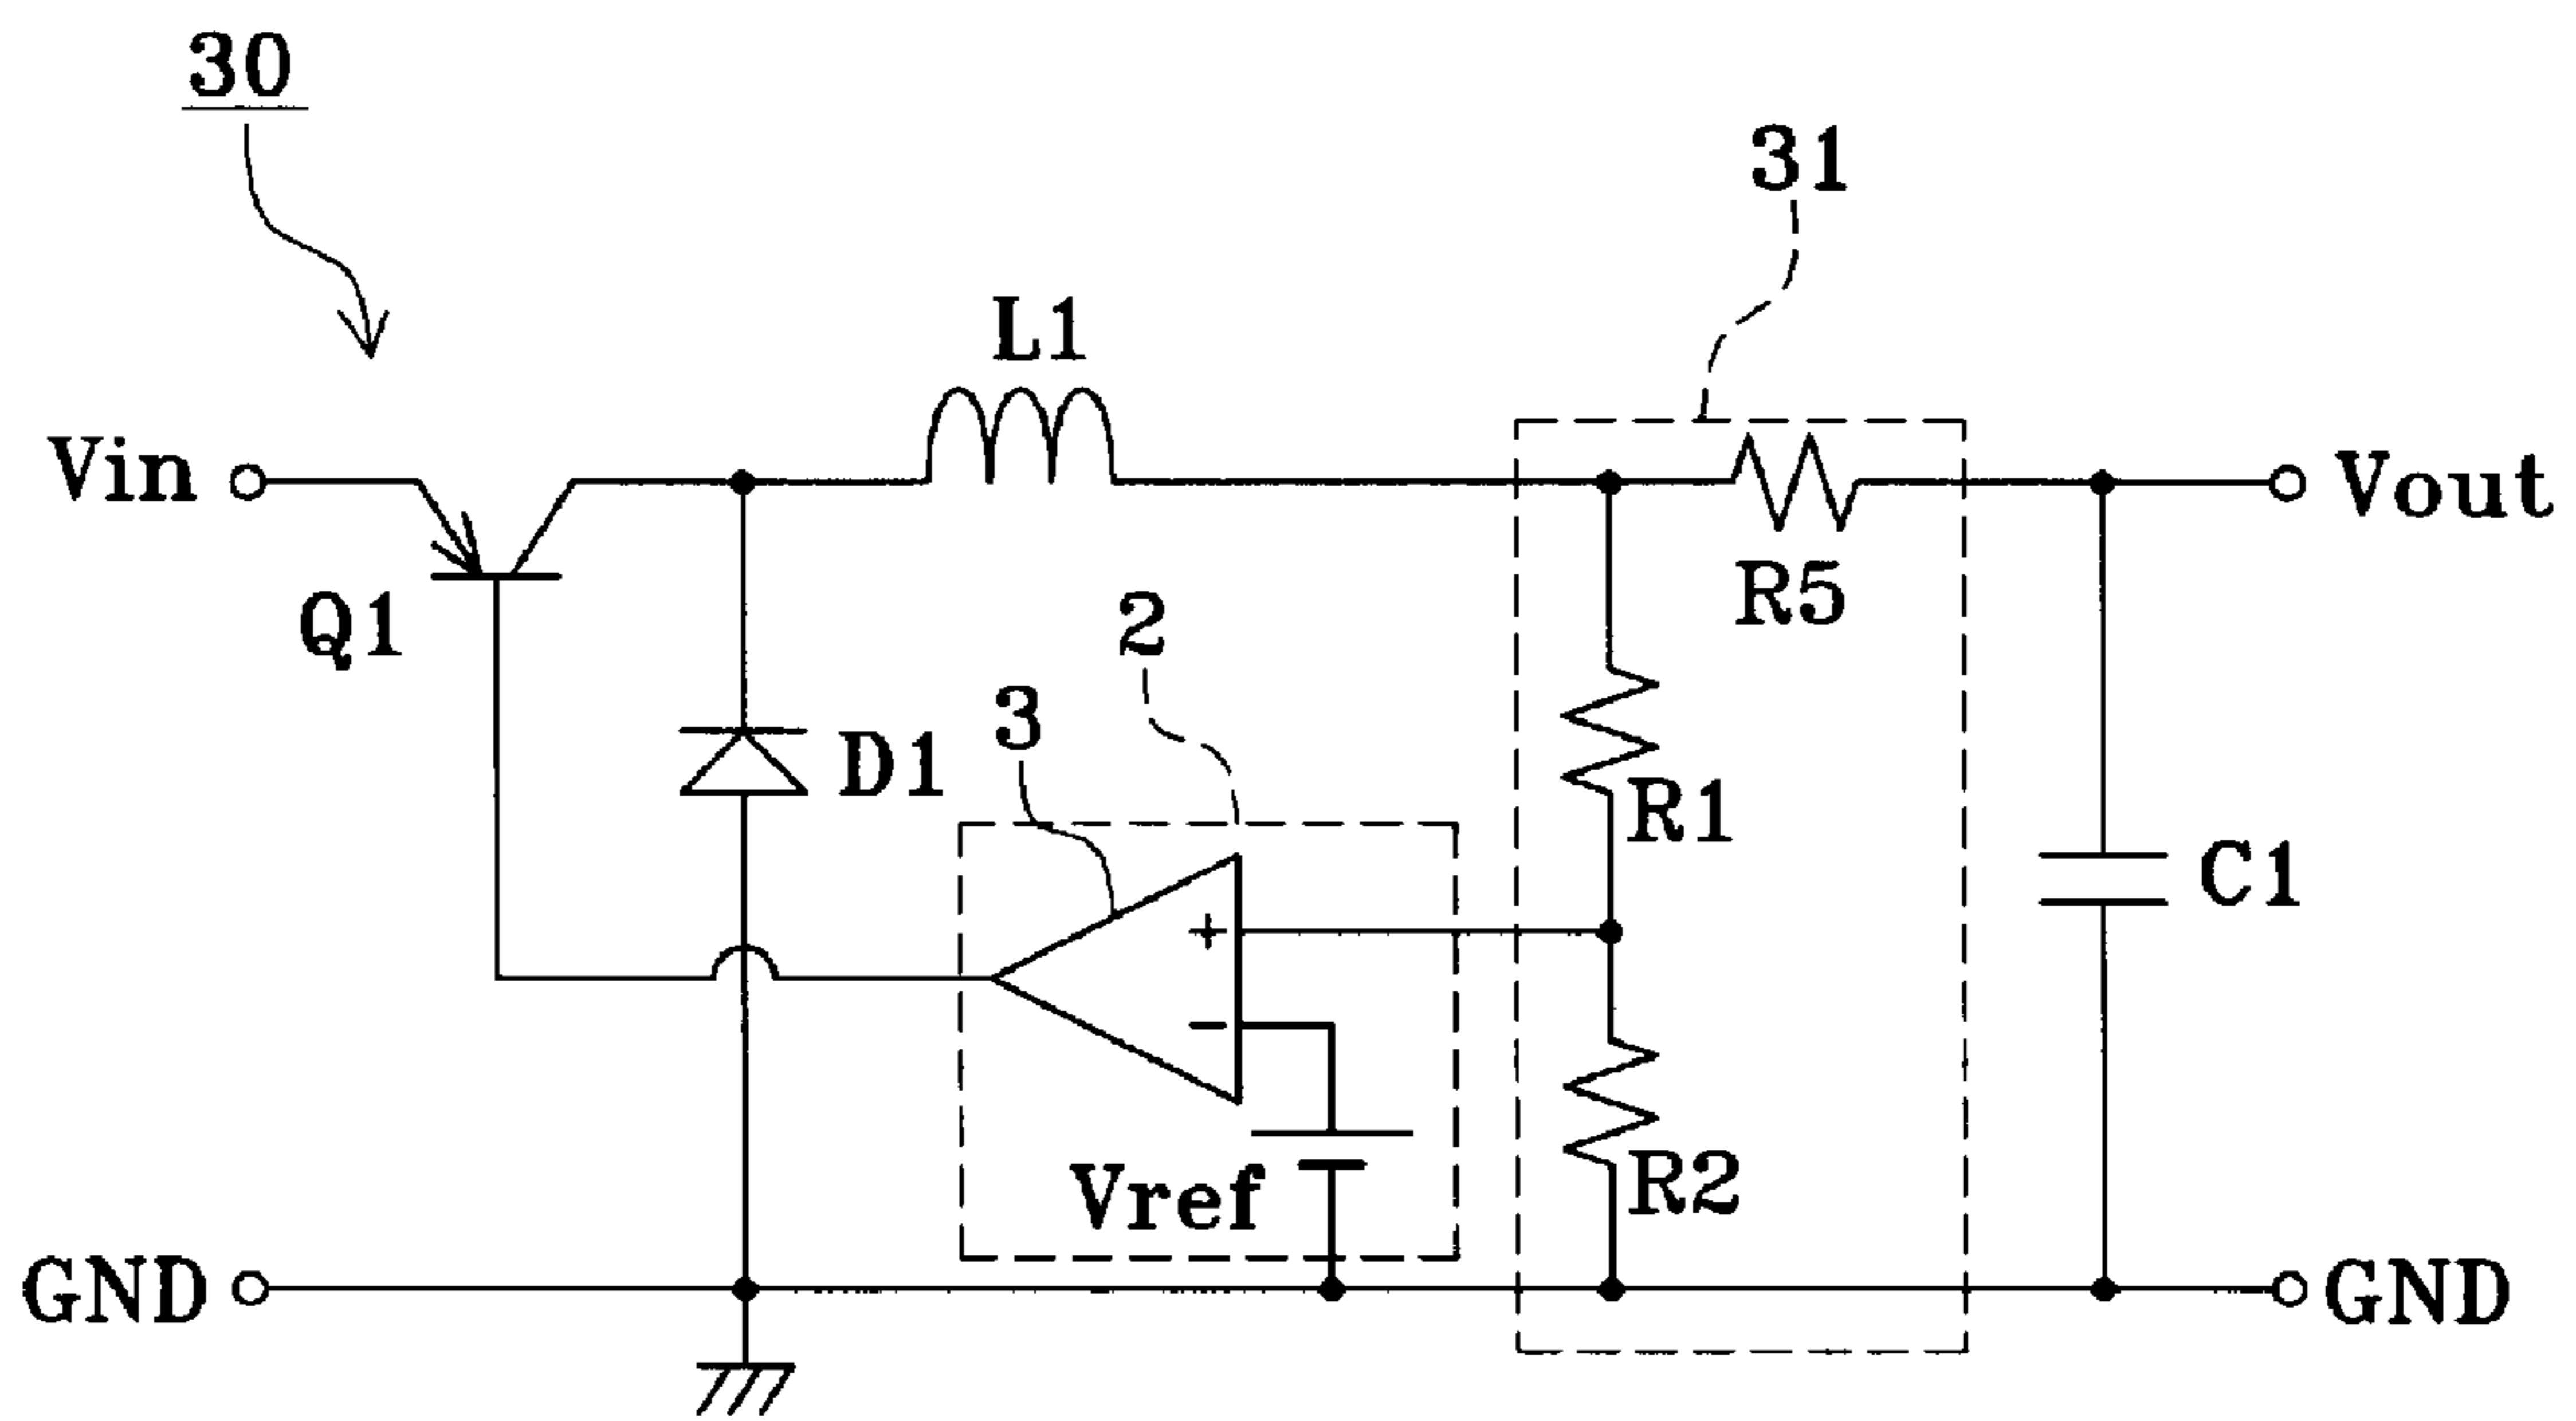 30
31
L1
Vin
Vout
Q1
R5
2
3
D1
R1
+
C1
−
Vref
R2
GND
GND